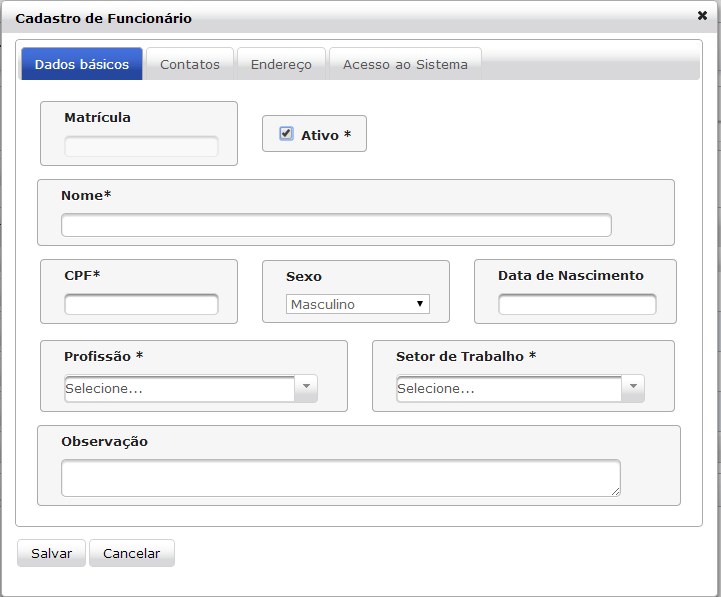 Cadastro de Funcionário
Dados básicos Contatos Endereço Acesso ao Sistema
Matrícula
Ativo *
Nome*
CPF* Sexo Data de Nascimento
Masculino
Profissão * Setor de Trabalho *
Selecione... Selecione...
Observação
Salvar Cancelar